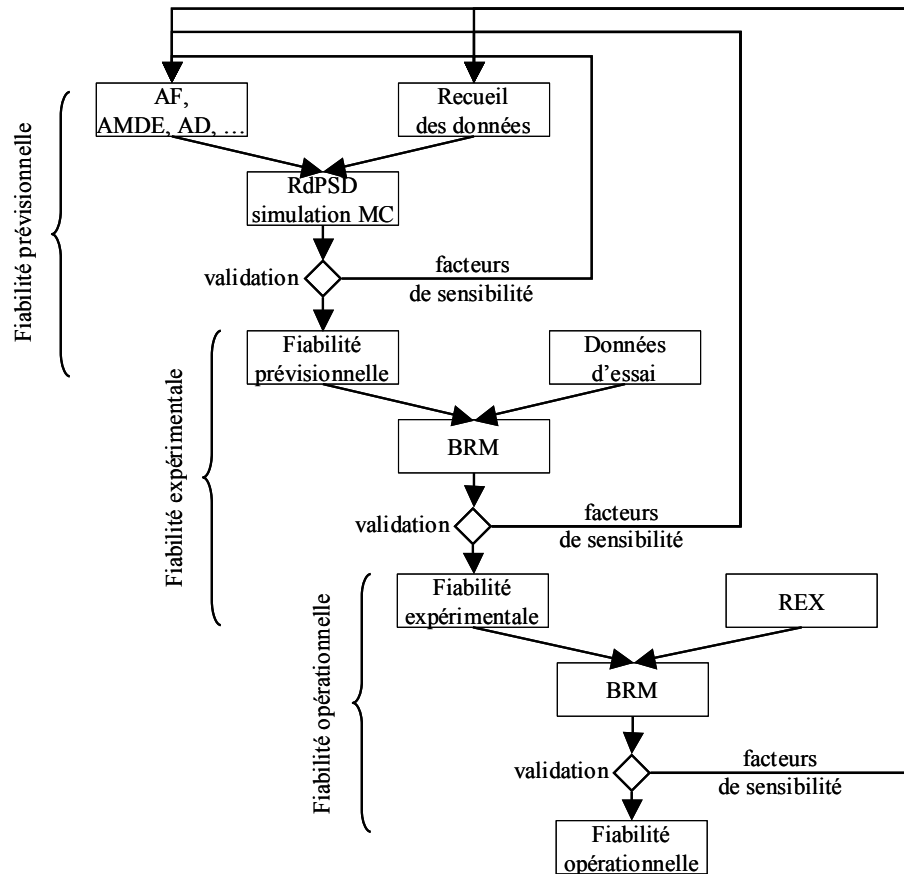 AF,
AMDE, AD, …
Recueil
des données
RdPSD
simulation MC
validation
facteurs
de sensibilité
Fiabilité prévisionnelle
Fiabilité
prévisionnelle
Données
d'essai
BRM
validation
facteurs
de sensibilité
Fiabilité expérimentale
Fiabilité
expérimentale
REX
BRM
validation
facteurs
de sensibilité
Fiabilité opérationnelle
Fiabilité
opérationnelle